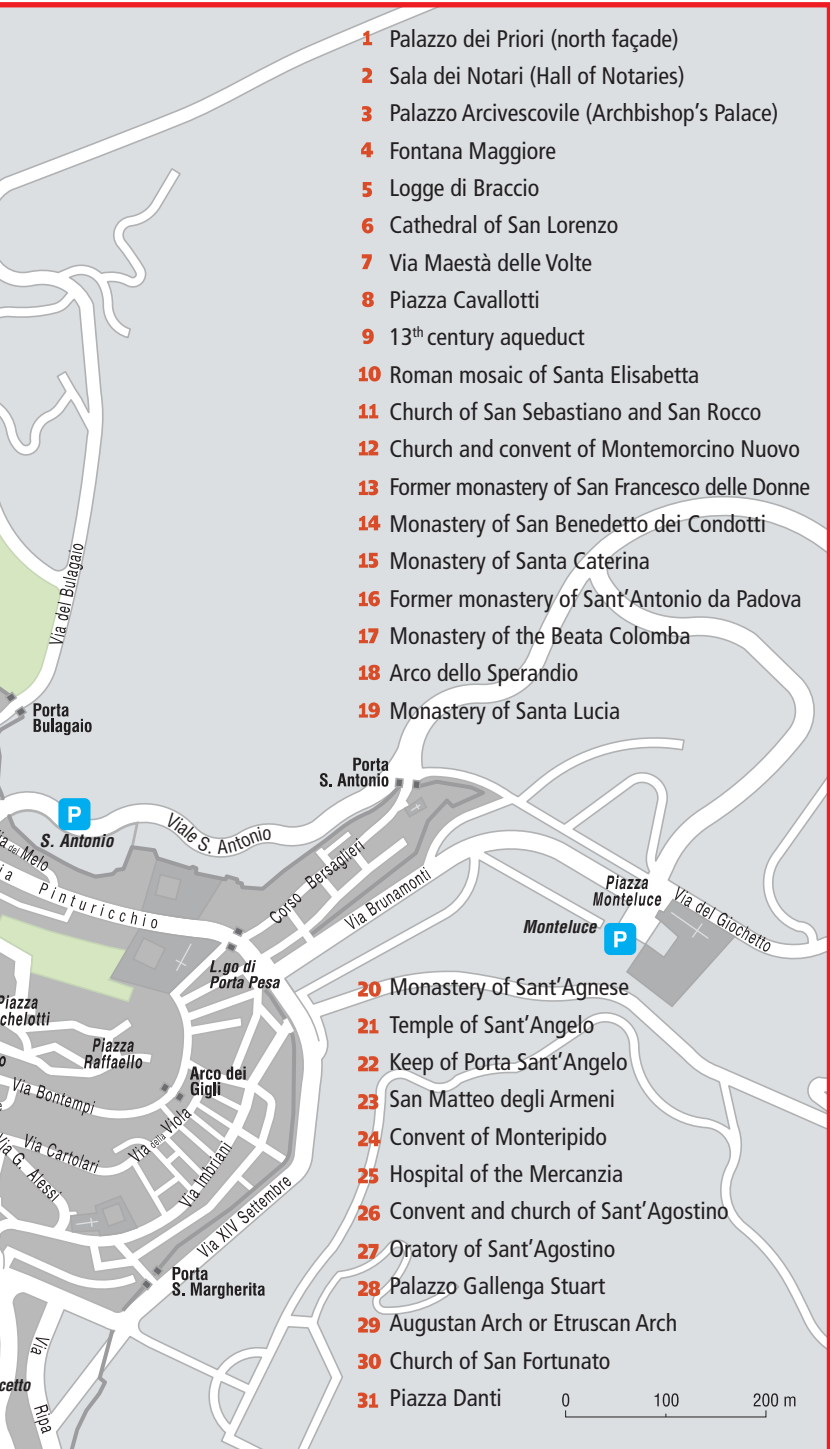 1 Palazzo dei Priori (north façade)
2 Sala dei Notari (Hall of Notaries)
3 Palazzo Arcivescovile (Archbishop's Palace)
4 Fontana Maggiore
5 Logge di Braccio
6 Cathedral of San Lorenzo
7 Via Maestà delle Volte
8 Piazza Cavallotti
9 13th century aqueduct
10 Roman mosaic of Santa Elisabetta
11 Church of San Sebastiano and San Rocco
12 Church and convent of Montemorcino Nuovo
13 Former monastery of San Francesco delle Donne
14 Monastery of San Benedetto dei Condotti
15 Monastery of Santa Caterina
16 Former monastery of Sant'Antonio da Padova
17 Monastery of the Beata Colomba
18 Arco dello Sperandio
19 Monastery of Santa Lucia
Via del Bulagaio
Porta
Bulagaio
Porta
S. Antonio
P
S. Antonio
Viale S. Antonio
del Melo
Pinturicchio
Corso Bersaglieri
Via Brunamonti
Piazza
Monteluce
Via del Giochetto
Monteluce
P
L.go di
Porta Pesa
20 Monastery of Sant'Agnese
21 Temple of Sant'Angelo
22 Keep of Porta Sant'Angelo
23 San Matteo degli Armeni
24 Convent of Monteripido
25 Hospital of the Mercanzia
26 Convent and church of Sant'Agostino
27 Oratory of Sant'Agostino
28 Palazzo Gallenga Stuart
29 Augustan Arch or Etruscan Arch
30 Church of San Fortunato
31 Piazza Danti
Piazza
chelotti
Piazza
Raffaello
Arco dei
Gigli
Via Bontempi
Via della Viola
Via Cartolari
Via G. Alessi
Via Imbriani
Via XIV Settembre
Porta
S. Margherita
Via Ripa
cetto
0 100 200 m